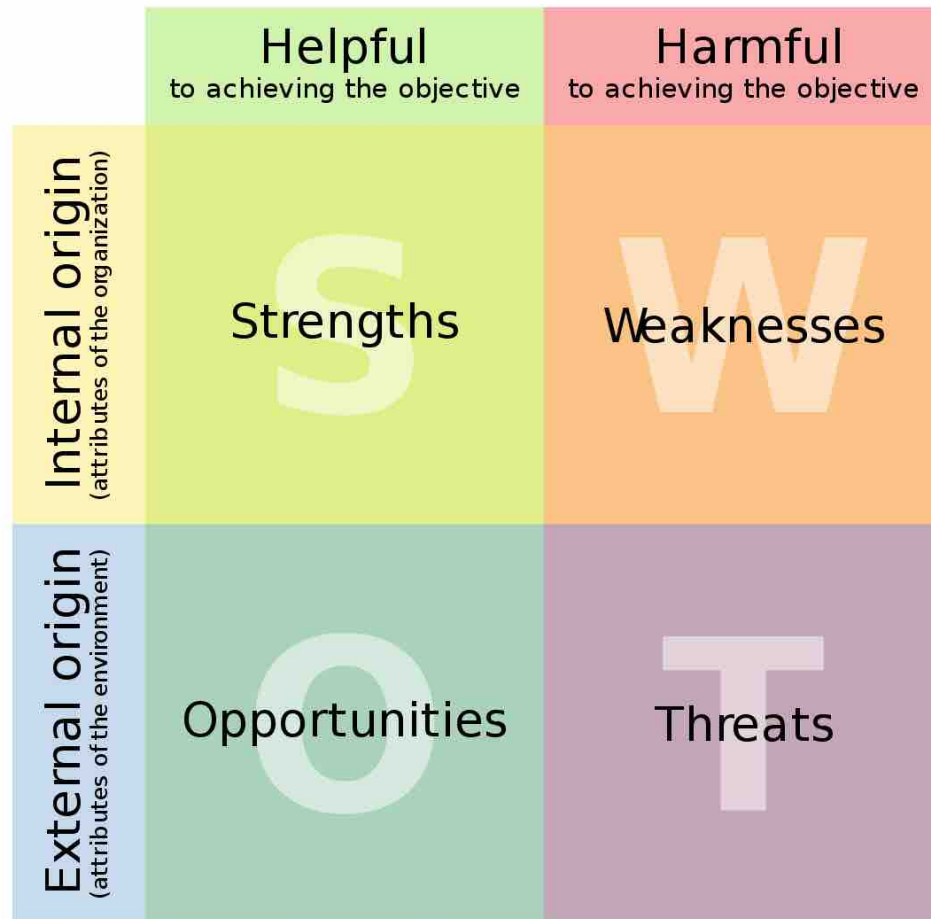 Helpful
to achieving the objective
Harmful
to achieving the objective
Internal origin
(attributes of the organization)
S
Strengths
W
Weaknesses
External origin
(attributes of the environment)
O
Opportunities
T
Threats